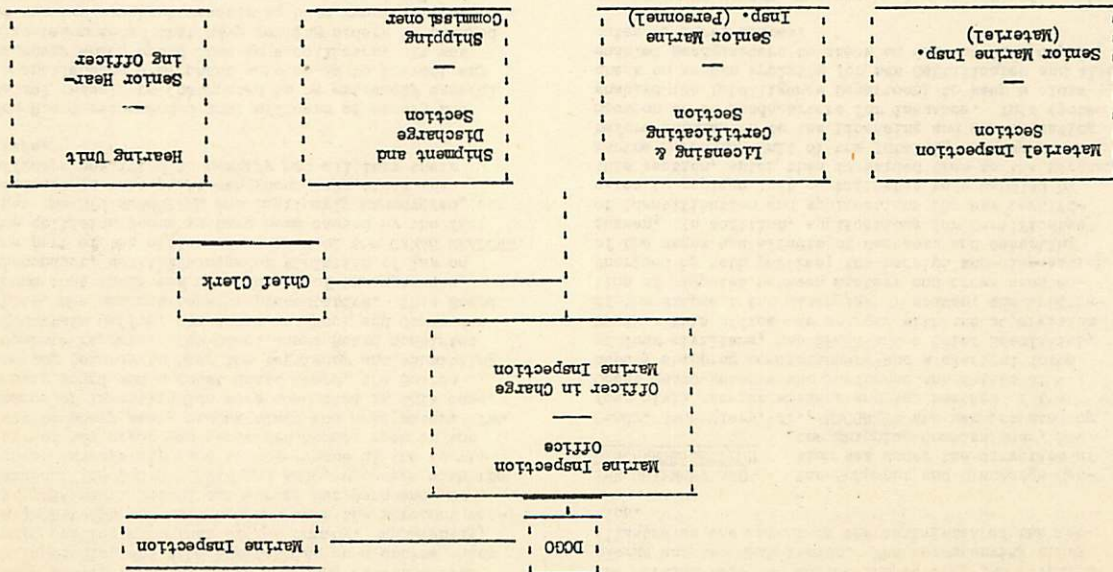 DCGO
Marine Inspection
Marine Inspection
Office
Officer in Charge
Marine Inspection
Chief Clerk
Materiel Inspection
Section
Senior Marine Insp.
(Materiel)
Licensing &
Certificating
Section
Senior Marine
Insp. (Personnel)
Shipment and
Discharge
Section
Shipping
Commissioner
Hearing Unit
Senior Hear-
ing Officer